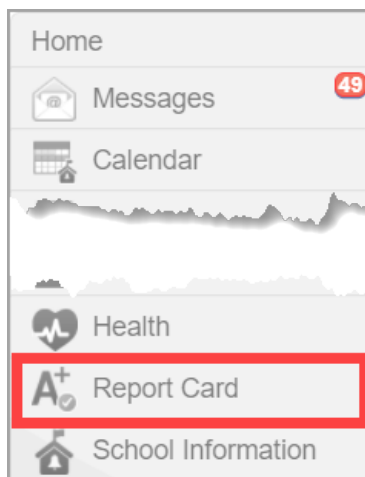 Home
Messages
49
Calendar
Health
A+
Report Card
School Information